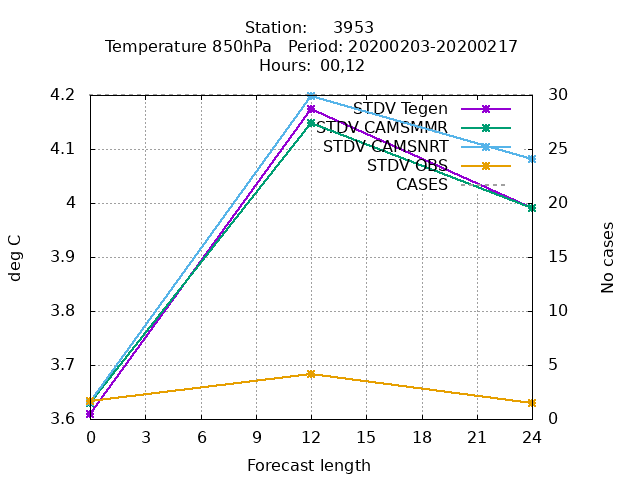 Station: 3953
Temperature 850hPa Period: 20200203-20200217
Hours: 00,12
4.2
4.1
4
3.9
3.8
3.7
3.6
deg C
STDV Tegen
STDV CAMSMMR
STDV CAMSNRT
STDV OBS
CASES
30
25
20
15
10
5
0
No cases
0 3 6 9 12 15 18 21 24
Forecast length